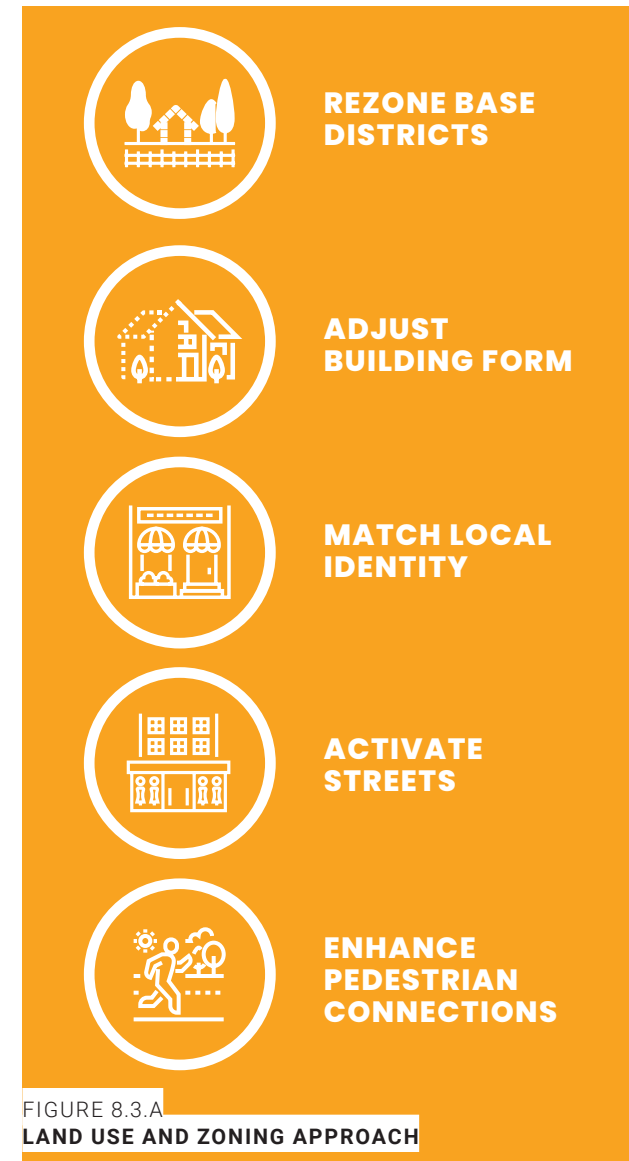 REZONE BASE
DISTRICTS
ADJUST
BUILDING FORM
MATCH LOCAL
IDENTITY
ACTIVATE
STREETS
ENHANCE
PEDESTRIAN
CONNECTIONS
FIGURE 8.3.A
LAND USE AND ZONING APPROACH